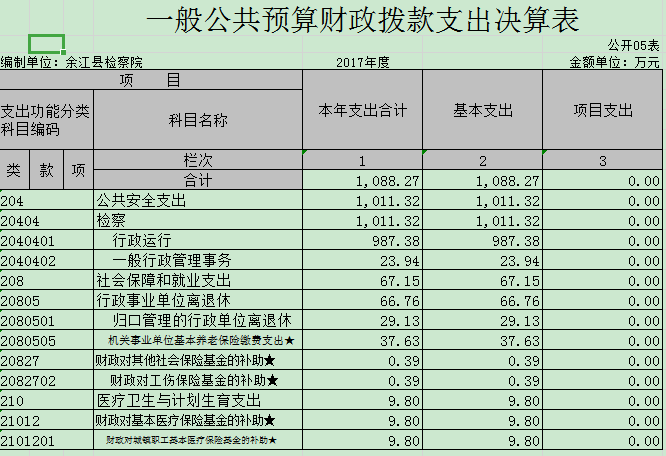 一般公共预算财政拨款支出决算表
公开05表
编制单位：余江县检察院 2017年度 金额单位：万元
项 目 本年支出合计 基本支出 项目支出
支出功能分类科目编码 科目名称
类 款 项 栏次 1 2 3
合计 1,088.27 1,088.27 0.00
204 公共安全支出 1,011.32 1,011.32 0.00
20404 检察 1,011.32 1,011.32 0.00
2040401 行政运行 987.38 987.38 0.00
2040402 一般行政管理事务 23.94 23.94 0.00
208 社会保障和就业支出 67.15 67.15 0.00
20805 行政事业单位离退休 66.76 66.76 0.00
2080501 归口管理的行政单位离退休 29.13 29.13 0.00
2080505 机关事业单位基本养老保险缴费支出★ 37.63 37.63 0.00
20827 财政对其他社会保险基金的补助★ 0.39 0.39 0.00
2082702 财政对工伤保险基金的补助★ 0.39 0.39 0.00
210 医疗卫生与计划生育支出 9.80 9.80 0.00
21012 财政对基本医疗保险基金的补助★ 9.80 9.80 0.00
2101201 财政对城镇职工基本医疗保险基金的补助★ 9.80 9.80 0.00